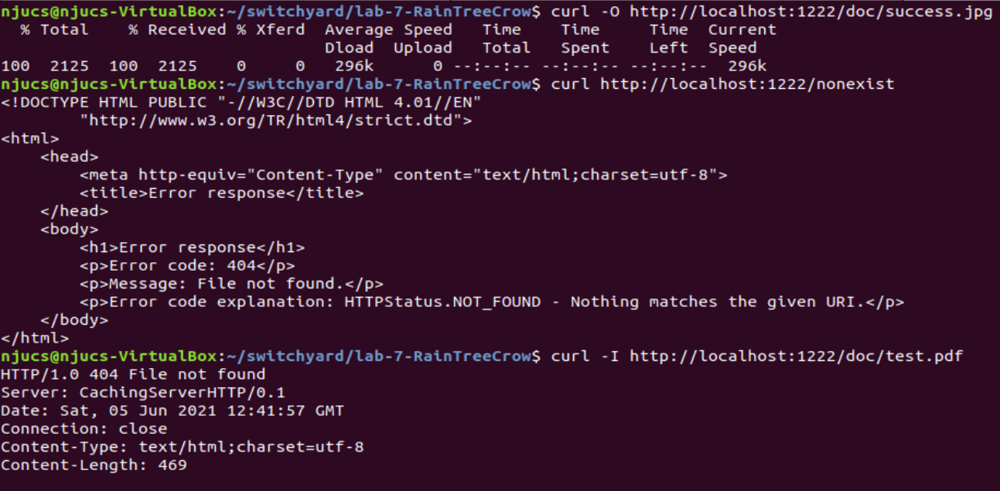 njucs@njucs-VirtualBox:~/switchyard/lab-7-RainTreeCrow$ curl -O http://localhost:1222/doc/success.jpg
  % Total    % Received % Xferd  Average Speed   Time    Time     Time  Current
                                 Dload  Upload   Total   Spent    Left  Speed
100  2125  100  2125    0     0   296k      0 --:--:-- --:--:-- --:--:--  296k
njucs@njucs-VirtualBox:~/switchyard/lab-7-RainTreeCrow$ curl http://localhost:1222/nonexist
<!DOCTYPE HTML PUBLIC "-//W3C//DTD HTML 4.01//EN"
        "http://www.w3.org/TR/html4/strict.dtd">
<html>
    <head>
        <meta http-equiv="Content-Type" content="text/html;charset=utf-8">
        <title>Error response</title>
    </head>
    <body>
        <h1>Error response</h1>
        <p>Error code: 404</p>
        <p>Message: File not found.</p>
        <p>Error code explanation: HTTPStatus.NOT_FOUND - Nothing matches the given URI.</p>
    </body>
</html>
njucs@njucs-VirtualBox:~/switchyard/lab-7-RainTreeCrow$ curl -I http://localhost:1222/doc/test.pdf
HTTP/1.0 404 File not found
Server: CachingServerHTTP/0.1
Date: Sat, 05 Jun 2021 12:41:57 GMT
Connection: close
Content-Type: text/html;charset=utf-8
Content-Length: 469